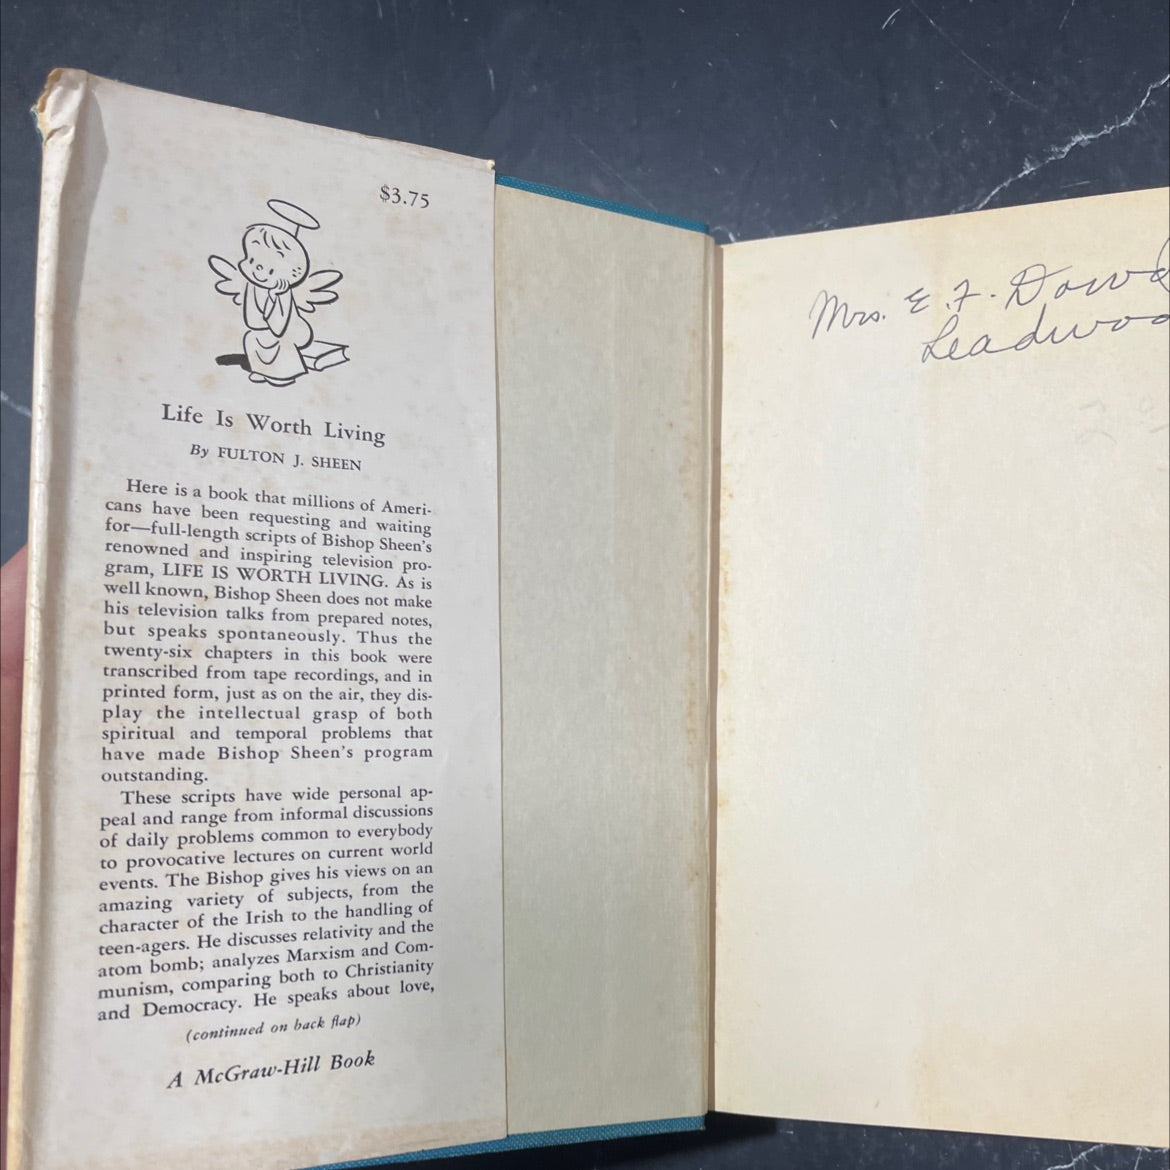 $3.75
Life Is Worth Living
By FULTON J. SHEEN
Here is a book that millions of Ameri-
cans have been requesting and waiting
for—full-length scripts of Bishop Sheen's
renowned and inspiring television pro-
gram, LIFE IS WORTH LIVING. As is
well known, Bishop Sheen does not make
his television talks from prepared notes,
but speaks spontaneously. Thus the
twenty-six chapters in this book were
transcribed from tape recordings, and in
printed form, just as on the air, they dis-
play the intellectual grasp of both
spiritual and temporal problems that
have made Bishop Sheen's program
outstanding.
These scripts have wide personal ap-
peal and range from informal discussions
of daily problems common to everybody
to provocative lectures on current world
events. The Bishop gives his views on an
amazing variety of subjects, from the
character of the Irish to the handling of
teen-agers. He discusses relativity and the
atom bomb; analyzes Marxism and Com-
munism, comparing both to Christianity
and Democracy. He speaks about love,
(continued on back flap)
A McGraw-Hill Book
Mrs. E. F.